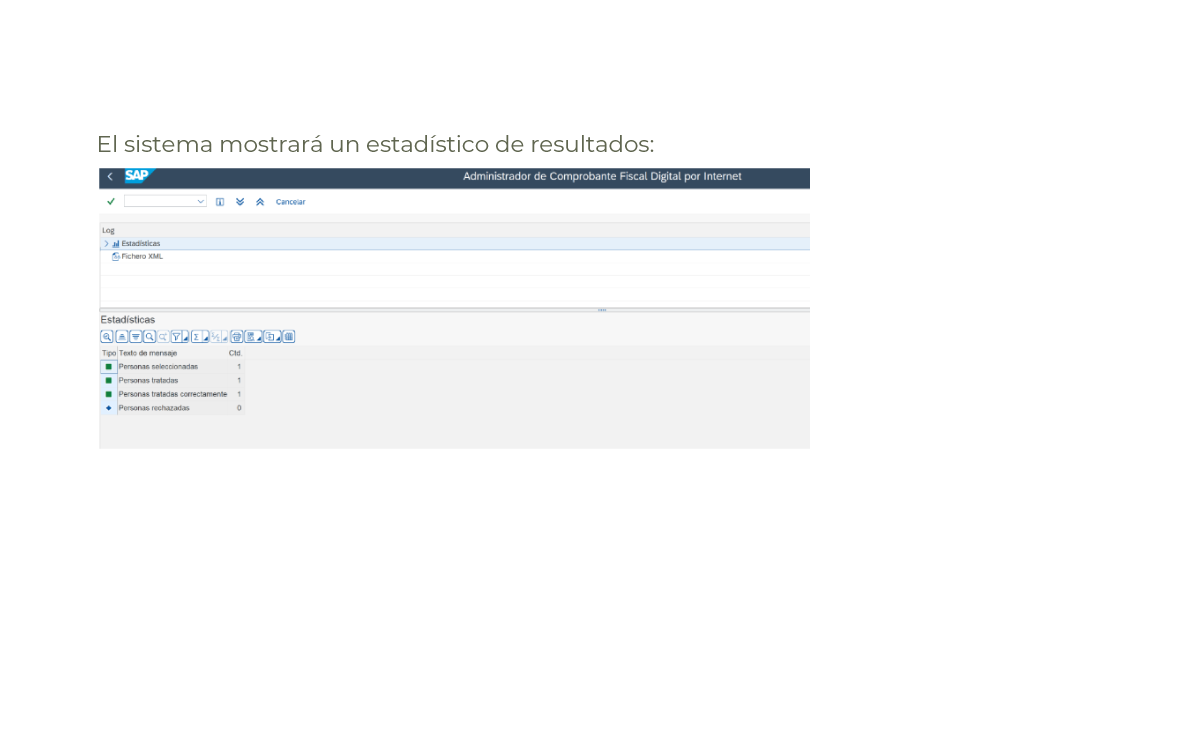 El sistema mostrará un estadístico de resultados:
SAP Administrador de Comprobante Fiscal Digital por Internet
Cancelar
Log
Estadísticas
Fichero XML
Estadísticas
Tipo Texto de mensaje Ctd.
Personas seleccionadas 1
Personas tratadas 1
Personas tratadas correctamente 1
Personas rechazadas 0